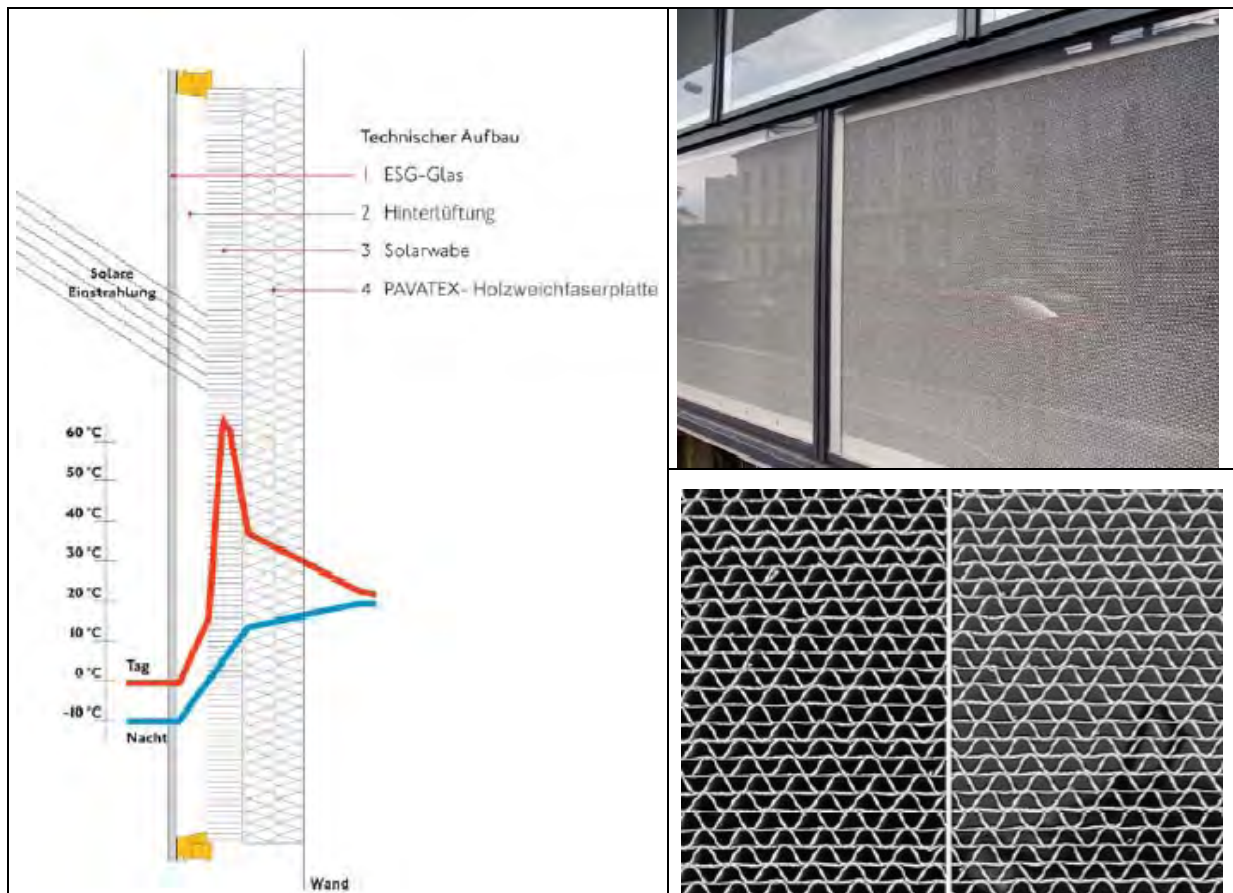 Technischer Aufbau
1 ESG-Glas
2 Hinterlüftung
3 Solarwabe
4 PAVATEX- Holzweichfaserplatte
Solare
Einstrahlung
60 °C
50 °C
40 °C
30 °C
20 °C
10 °C
0 °C
Tag
-10 °C
Nacht
Wand